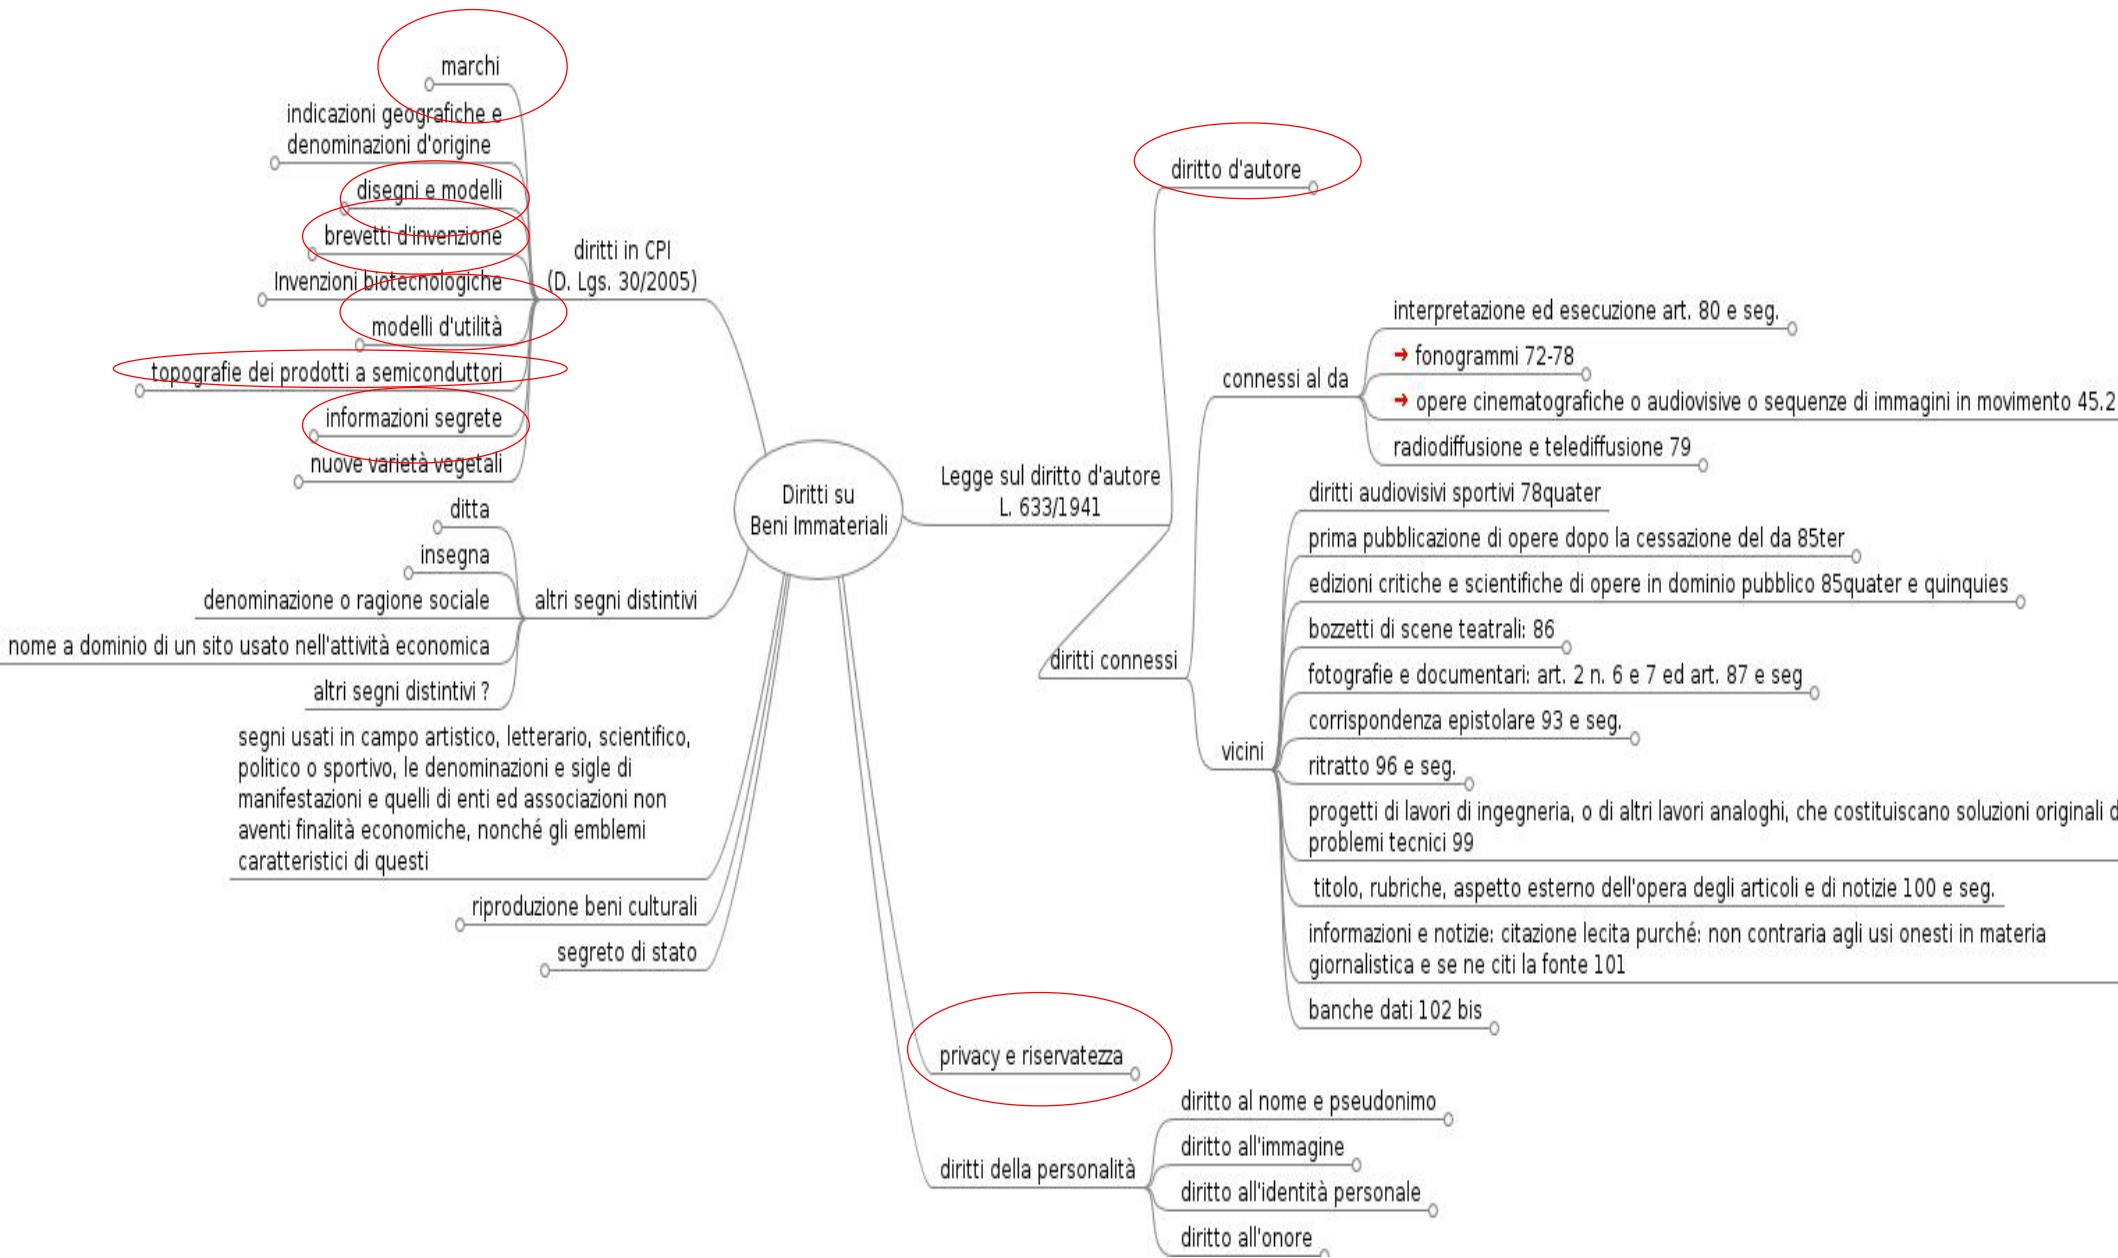 marchi
indicazioni geografiche e
denominazioni d'origine
disegni e modelli
brevetti d'invenzione
Invenzioni biotecnologiche
modelli d'utilità
topografie dei prodotti a semiconduttori
informazioni segrete
nuove varietà vegetali
diritti in CPI
(D. Lgs. 30/2005)
ditta
insegna
denominazione o ragione sociale
nome a dominio di un sito usato nell'attività economica
altri segni distintivi ?
altri segni distintivi
segni usati in campo artistico, letterario, scientifico,
politico o sportivo, le denominazioni e sigle di
manifestazioni e quelli di enti ed associazioni non
aventi finalità economiche, nonché gli emblemi
caratteristici di questi
riproduzione beni culturali
segreto di stato
Diritti su
Beni Immateriali
Legge sul diritto d'autore
L. 633/1941
diritto d'autore
diritti connessi
connessi al da
interpretazione ed esecuzione art. 80 e seg.
fonogrammi 72-78
opere cinematografiche o audiovisive o sequenze di immagini in movimento 45.2
radiodiffusione e telediffusione 79
vicini
diritti audiovisivi sportivi 78quater
prima pubblicazione di opere dopo la cessazione del da 85ter
edizioni critiche e scientifiche di opere in dominio pubblico 85quater e quinquies
bozzetti di scene teatrali: 86
fotografie e documentari: art. 2 n. 6 e 7 ed art. 87 e seg
corrispondenza epistolare 93 e seg.
ritratto 96 e seg.
progetti di lavori di ingegneria, o di altri lavori analoghi, che costituiscano soluzioni originali
problemi tecnici 99
titolo, rubriche, aspetto esterno dell'opera degli articoli e di notizie 100 e seg.
informazioni e notizie: citazione lecita purché: non contraria agli usi onesti in materia
giornalistica e se ne citi la fonte 101
banche dati 102 bis
privacy e riservatezza
diritti della personalità
diritto al nome e pseudonimo
diritto all'immagine
diritto all'identità personale
diritto all'onore